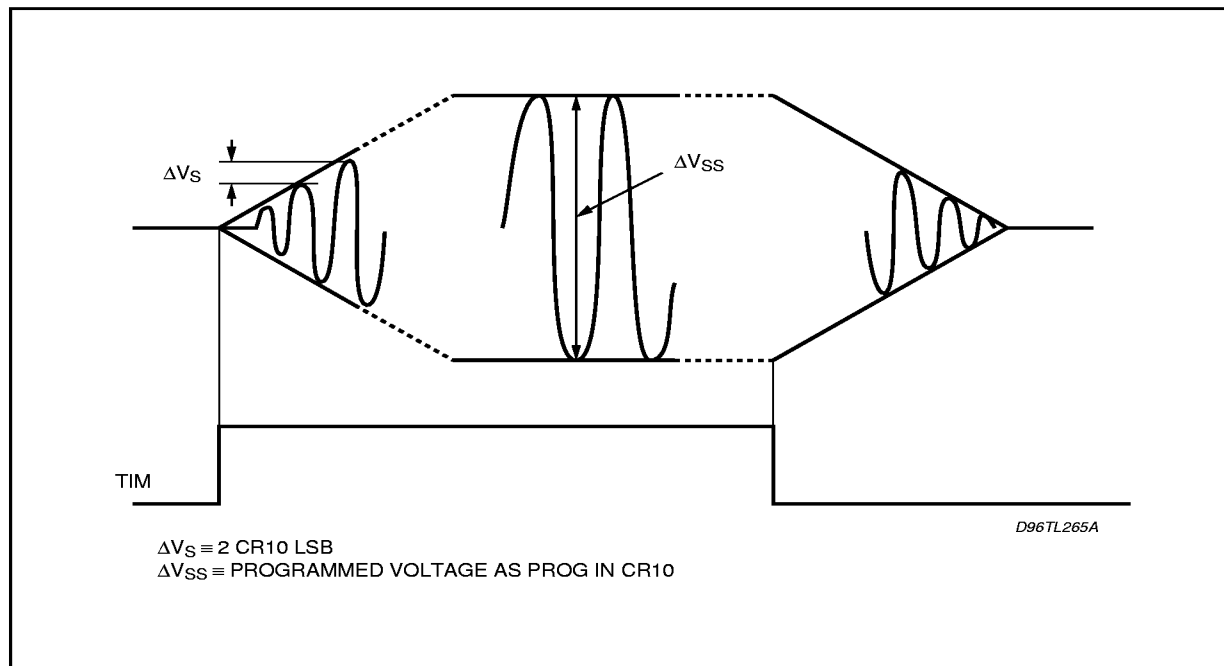 ΔVS
ΔVSS
TIM
D96TL265A
ΔVS ≡ 2 CR10 LSB
ΔVSS ≡ PROGRAMMED VOLTAGE AS PROG IN CR10